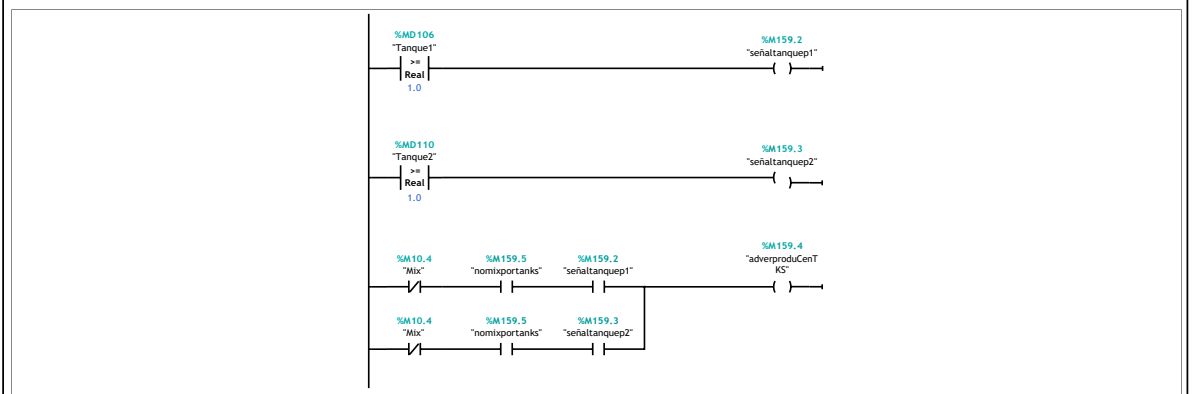 %MD106
"Tanque1"
>=
Real
1.0
%M159.2
"señaltanquep1"
%MD110
"Tanque2"
>=
Real
1.0
%M159.3
"señaltanquep2"
%M10.4
"Mix"
%M159.5
"nomixportanks"
%M159.2
"señaltanquep1"
%M159.4
"adverproduCenT
KS"
%M10.4
"Mix"
%M159.5
"nomixportanks"
%M159.3
"señaltanquep2"